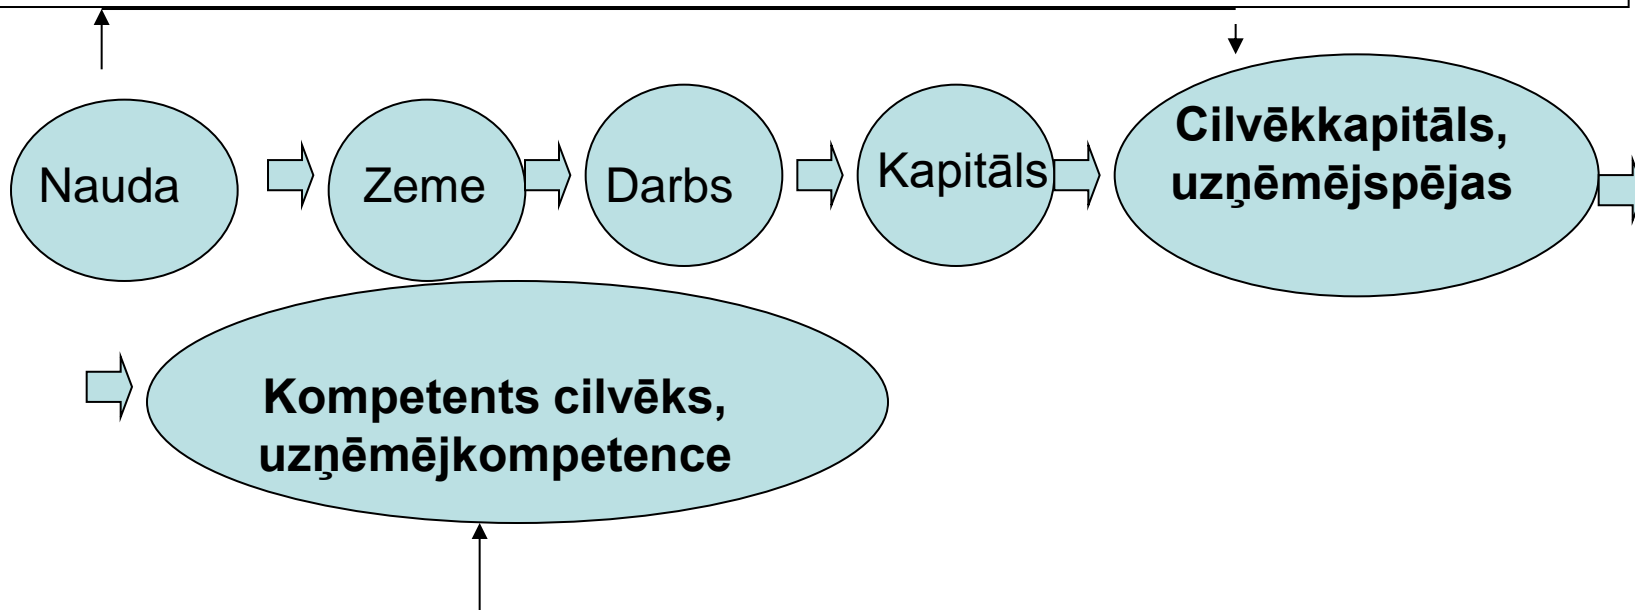 Nauda
Zeme
Darbs
Kapitāls
Cilvēkkapitāls,
uzņēmējspējas
Kompetents cilvēks,
uzņēmējkompetence